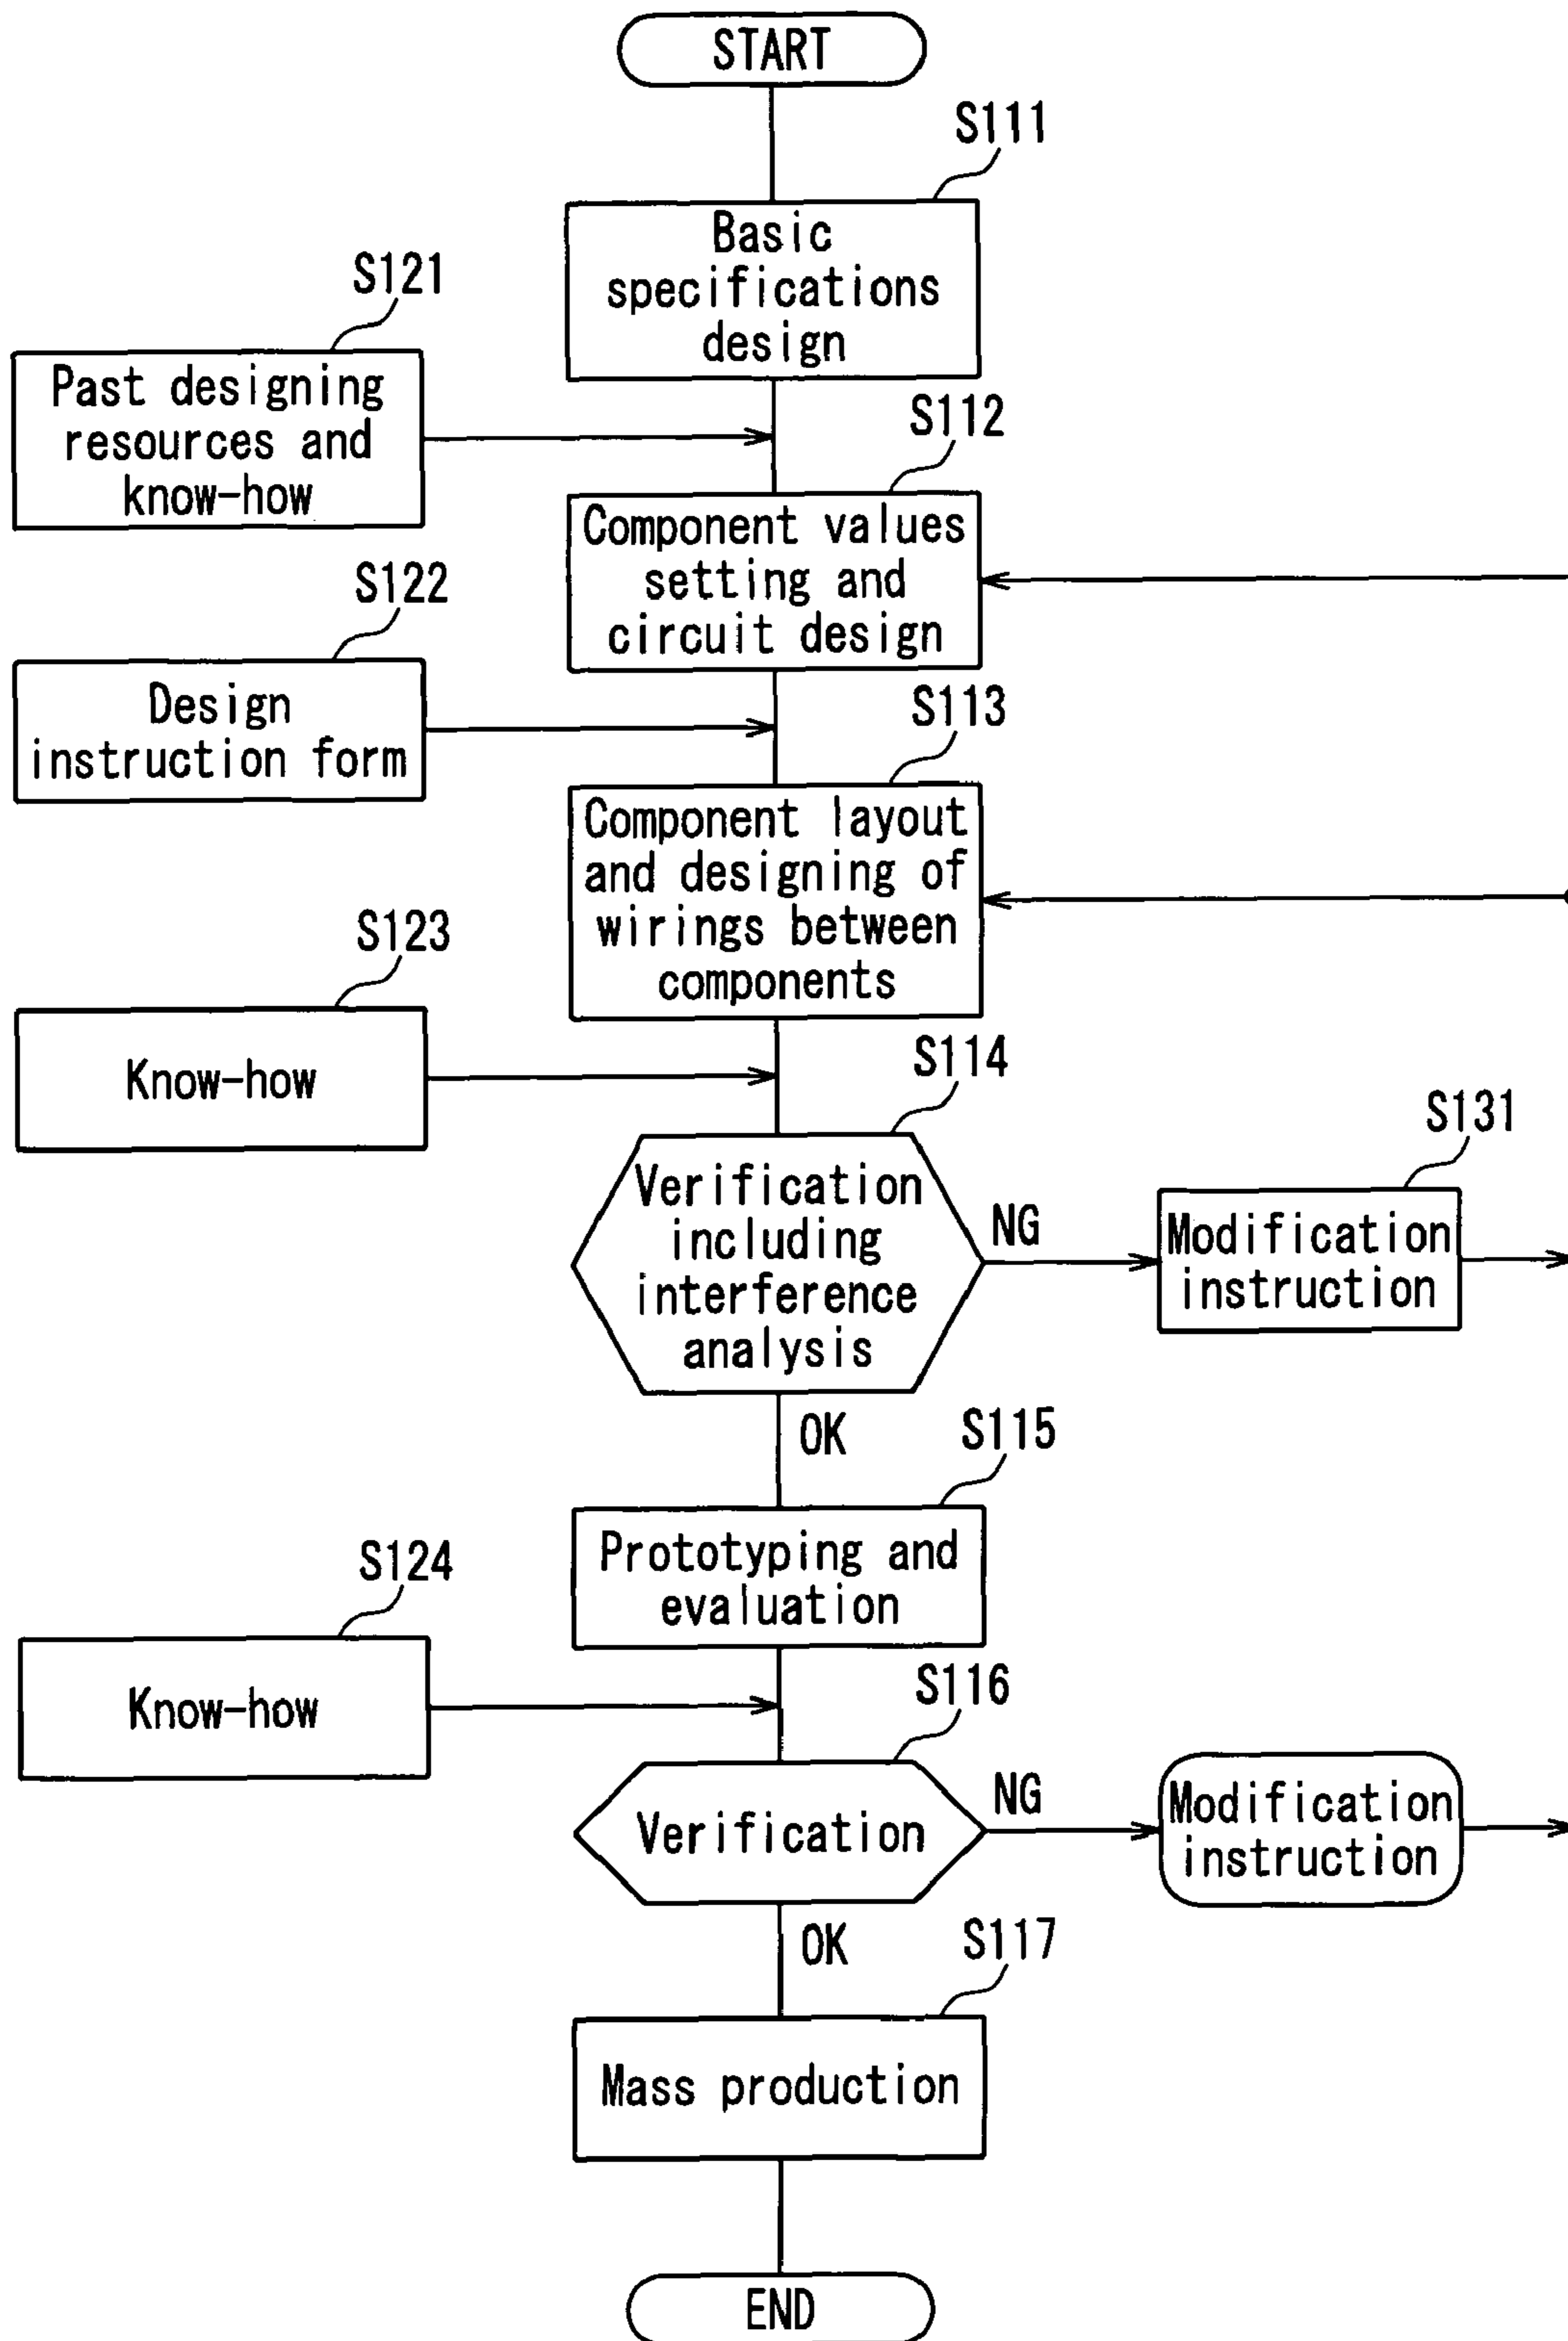 START
S111
Basic
specifications
design
S121
Past designing
resources and
know-how
S112
Component values
setting and
circuit design
S122
Design
instruction form
S113
Component layout
and designing of
wirings between
components
S123
Know-how
S114
Verification
including
interference
analysis
NG
S131
Modification
instruction
OK
S115
Prototyping and
evaluation
S124
Know-how
S116
Verification
NG
Modification
instruction
OK
S117
Mass production
END